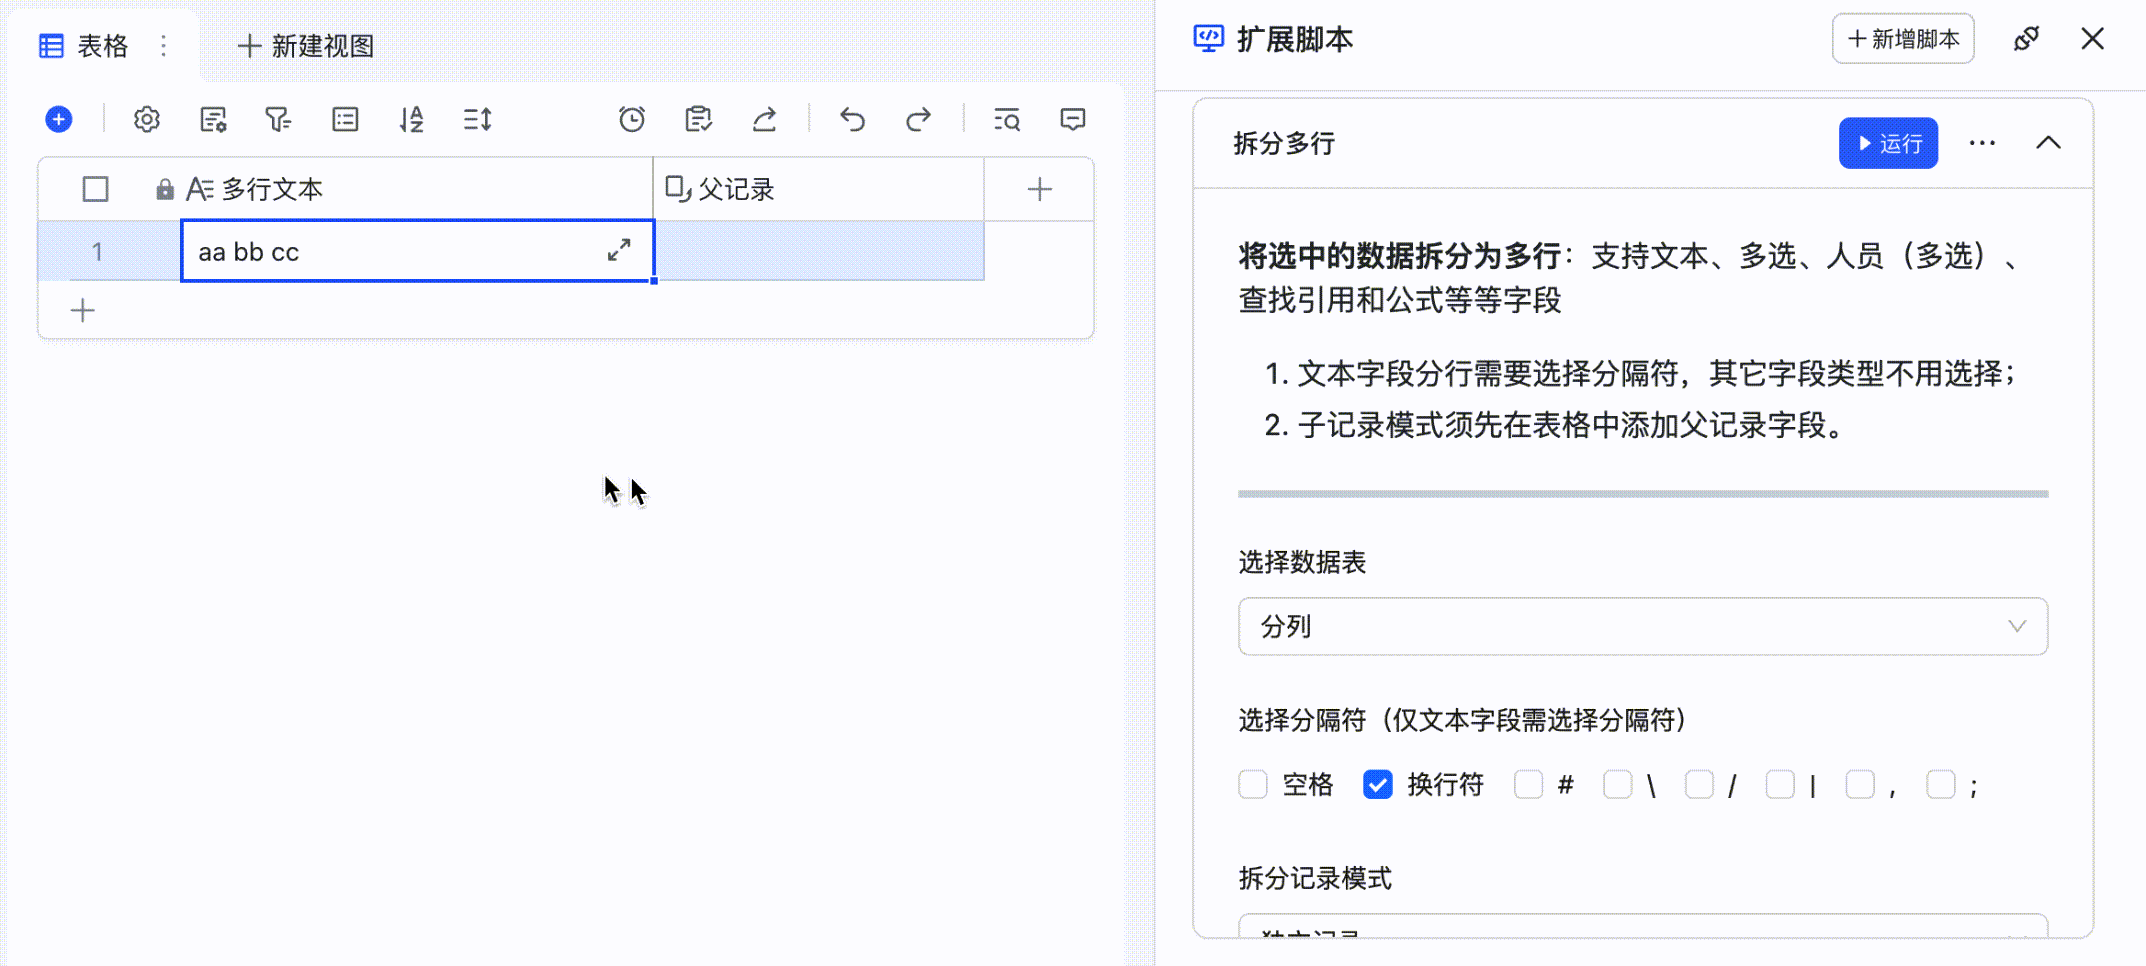 表格
新建视图
多行文本
父记录
1
aa bb cc
扩展脚本
新增脚本
拆分多行
运行
将选中的数据拆分为多行：支持文本、多选、人员（多选）、
查找引用和公式等等字段
1. 文本字段分行需要选择分隔符，其它字段类型不用选择；
2. 子记录模式须先在表格中添加父记录字段。
选择数据表
分列
选择分隔符（仅文本字段需选择分隔符）
空格 换行符 # \ / | , ;
拆分记录模式